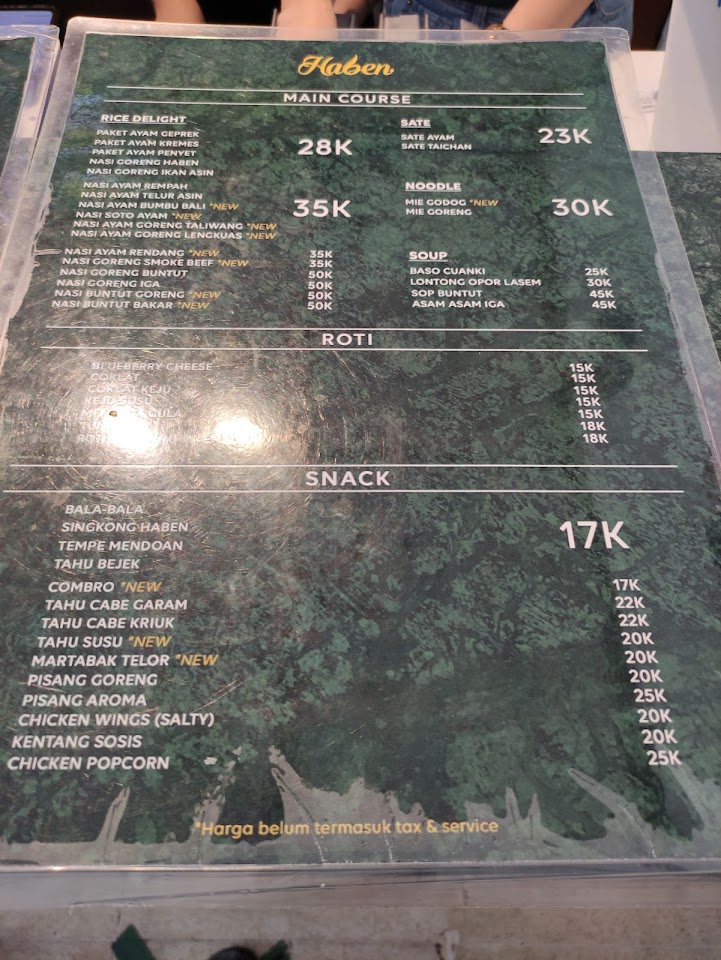 Haben
MAIN COURSE
RICE DELIGHT
PAKET AYAM GEPREK
PAKET AYAM KREMES
PAKET AYAM PENYET
NASI GORENG HABEN
NASI GORENG IKAN ASIN
28K
NASI AYAM REMPAH
NASI AYAM TELUR ASIN
NASI AYAM BUMBU BALI *NEW
NASI SOTO AYAM *NEW
NASI AYAM GORENG TALIWANG *NEW
NASI AYAM GORENG LENGKUAS *NEW
35K
NASI AYAM RENDANG *NEW 35K
NASI GORENG SMOKE BEEF *NEW 35K
NASI GORENG BUNTUT 50K
NASI GORENG IGA 50K
NASI BUNTUT GORENG *NEW 50K
NASI BUNTUT BAKAR *NEW 50K
SATE
SATE AYAM
SATE TAICHAN
23K
NOODLE
MIE GODOG *NEW
MIE GORENG
30K
SOUP
BASO CUANKI 25K
LONTONG OPOR LASEM 30K
SOP BUNTUT 45K
ASAM ASAM IGA 45K
ROTI
BLUEBERRY CHEESE 15K
COKLAT 15K
COKLAT KEJU 15K
KEJU SUSU 15K
GULA 15K
18K
18K
SNACK
BALA-BALA
SINGKONG HABEN
TEMPE MENDOAN
TAHU BEJEK
17K
COMBRO *NEW 17K
TAHU CABE GARAM 22K
TAHU CABE KRIUK 22K
TAHU SUSU *NEW 20K
MARTABAK TELOR *NEW 20K
PISANG GORENG 20K
PISANG AROMA 25K
CHICKEN WINGS (SALTY) 20K
KENTANG SOSIS 20K
CHICKEN POPCORN 25K
*Harga belum termasuk tax & service